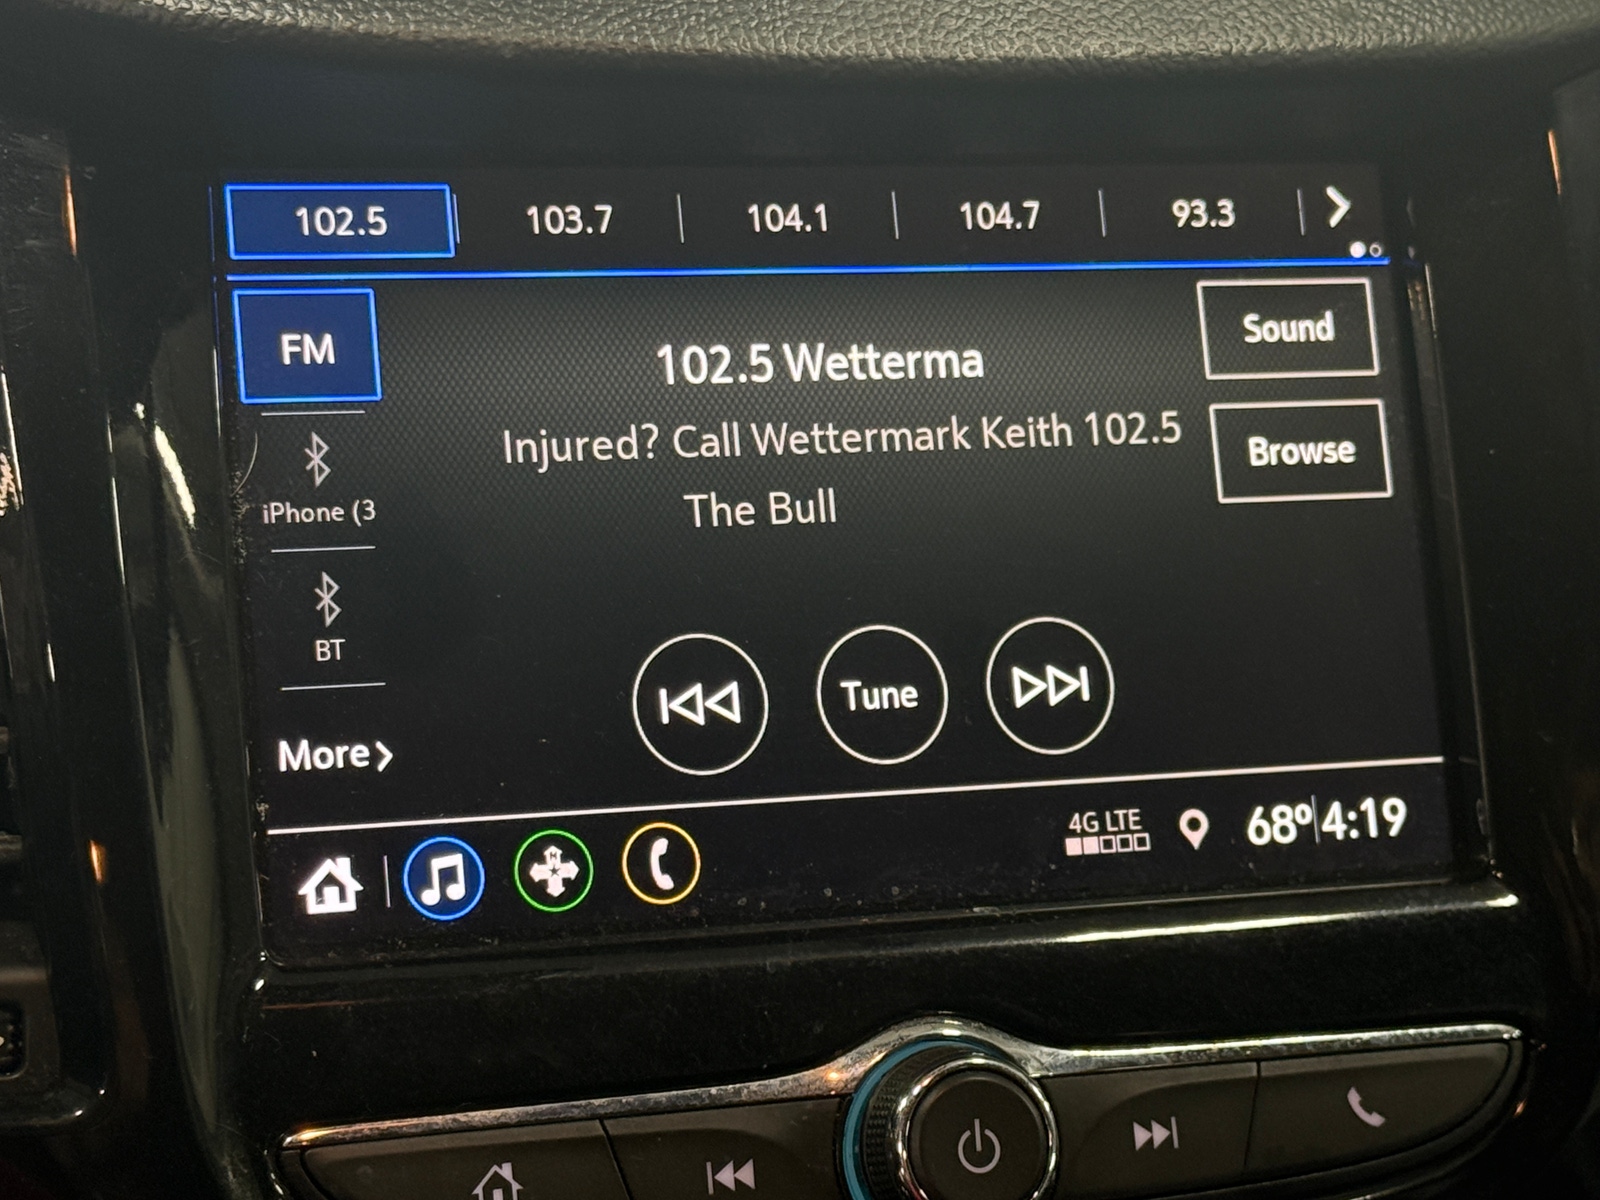 102.5 103.7 104.1 104.7 93.3
FM
Sound
102.5 Wetterma
Injured? Call Wettermark Keith 102.5
The Bull
Browse
iPhone (3
BT
Tune
More
4G LTE
68° 4:19